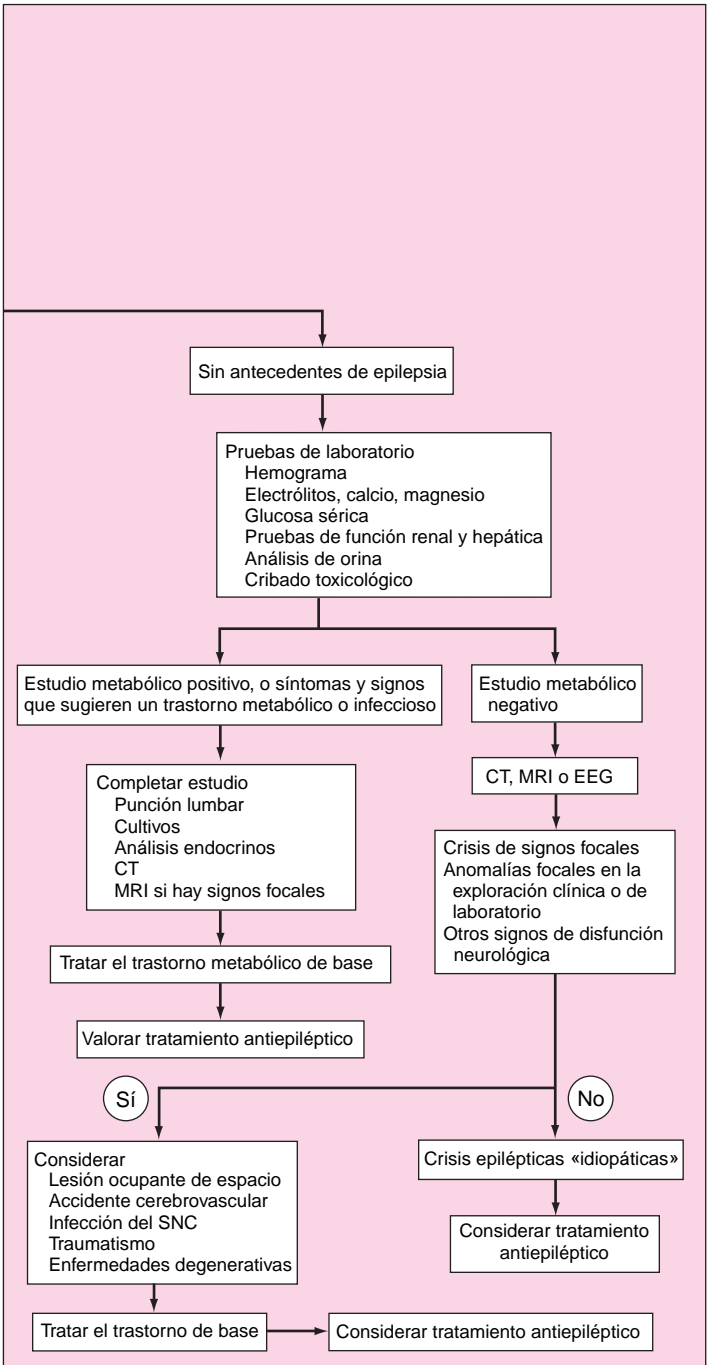 Sin antecedentes de epilepsia
Pruebas de laboratorio
Hemograma
Electrólitos, calcio, magnesio
Glucosa sérica
Pruebas de función renal y hepática
Análisis de orina
Cribado toxicológico
Estudio metabólico positivo, o síntomas y signos
que sugieren un trastorno metabólico o infeccioso
Estudio metabólico
negativo
Completar estudio
Punción lumbar
Cultivos
Análisis endocrinos
CT
MRI si hay signos focales
CT, MRI o EEG
Crisis de signos focales
Anomalías focales en la
exploración clínica o de
laboratorio
Otros signos de disfunción
neurológica
Tratar el trastorno metabólico de base
Valorar tratamiento antiepiléptico
Sí
No
Considerar
Lesión ocupante de espacio
Accidente cerebrovascular
Infección del SNC
Traumatismo
Enfermedades degenerativas
Crisis epilépticas «idiopáticas»
Considerar tratamiento
antiepiléptico
Tratar el trastorno de base
Considerar tratamiento antiepiléptico